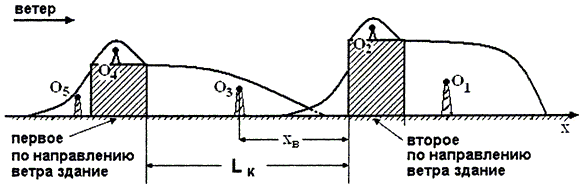 ветер
O₅
O₄
O₃
O₂
O₁
x
xв
Lк
первое
по направлению
ветра здание
второе
по направлению
ветра здание